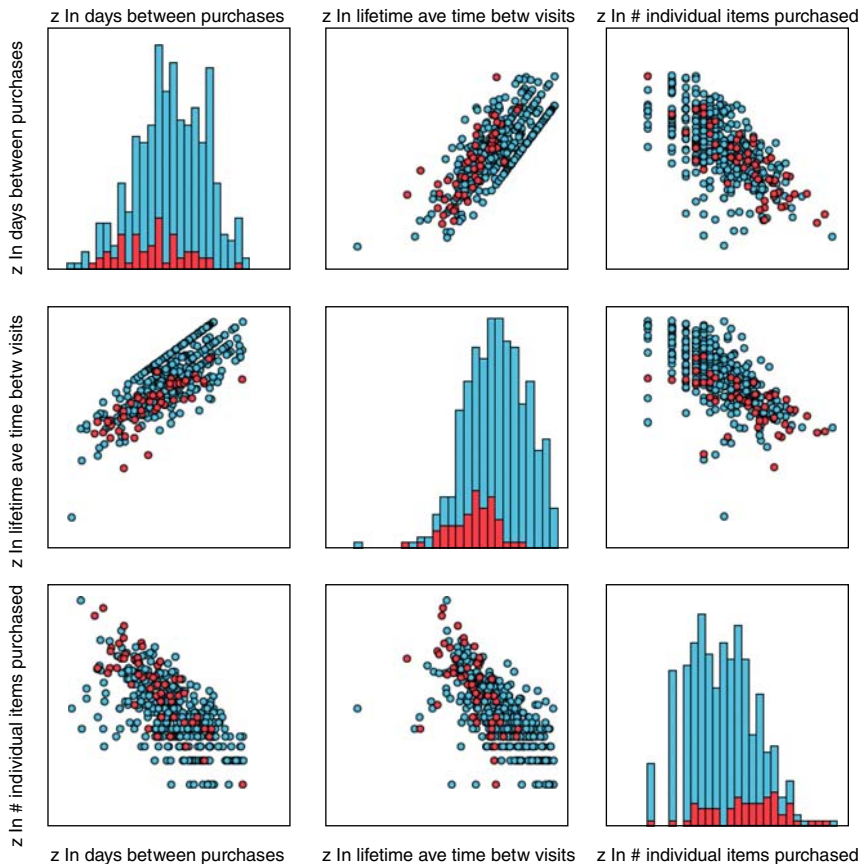 z ln days between purchases
z ln lifetime ave time betw visits
z ln # individual items purchased
z ln days between purchases
z ln lifetime ave time betw visits
z ln # individual items purchased
z ln days between purchases
z ln lifetime ave time betw visits
z ln # individual items purchased